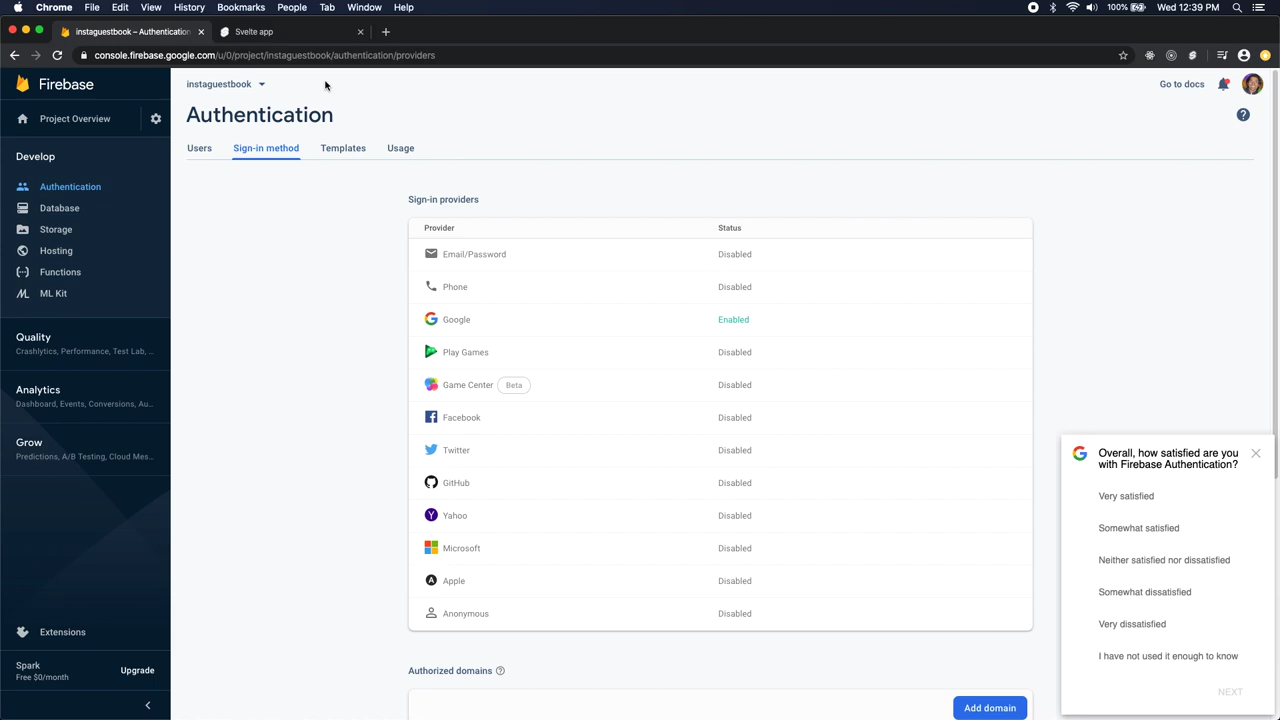 Chrome File Edit View History Bookmarks People Tab Window Help 100% Wed 12:39 PM
instaguestbook – Authentication Svelte app
console.firebase.google.com/u/0/project/instaguestbook/authentication/providers
Firebase
instaguestbook
Go to docs
Project Overview
Authentication
Users Sign-in method Templates Usage
Develop
Authentication
Database
Storage
Hosting
Functions
ML Kit
Quality
Crashlytics, Performance, Test Lab, ...
Analytics
Dashboard, Events, Conversions, Au...
Grow
Predictions, A/B Testing, Cloud Mes...
Extensions
Spark
Free $0/month
Upgrade
Sign-in providers
Provider Status
Email/Password Disabled
Phone Disabled
Google Enabled
Play Games Disabled
Game Center Beta Disabled
Facebook Disabled
Twitter Disabled
GitHub Disabled
Yahoo Disabled
Microsoft Disabled
Apple Disabled
Anonymous Disabled
Authorized domains
Add domain
Overall, how satisfied are you
with Firebase Authentication?
Very satisfied
Somewhat satisfied
Neither satisfied nor dissatisfied
Somewhat dissatisfied
Very dissatisfied
I have not used it enough to know
NEXT